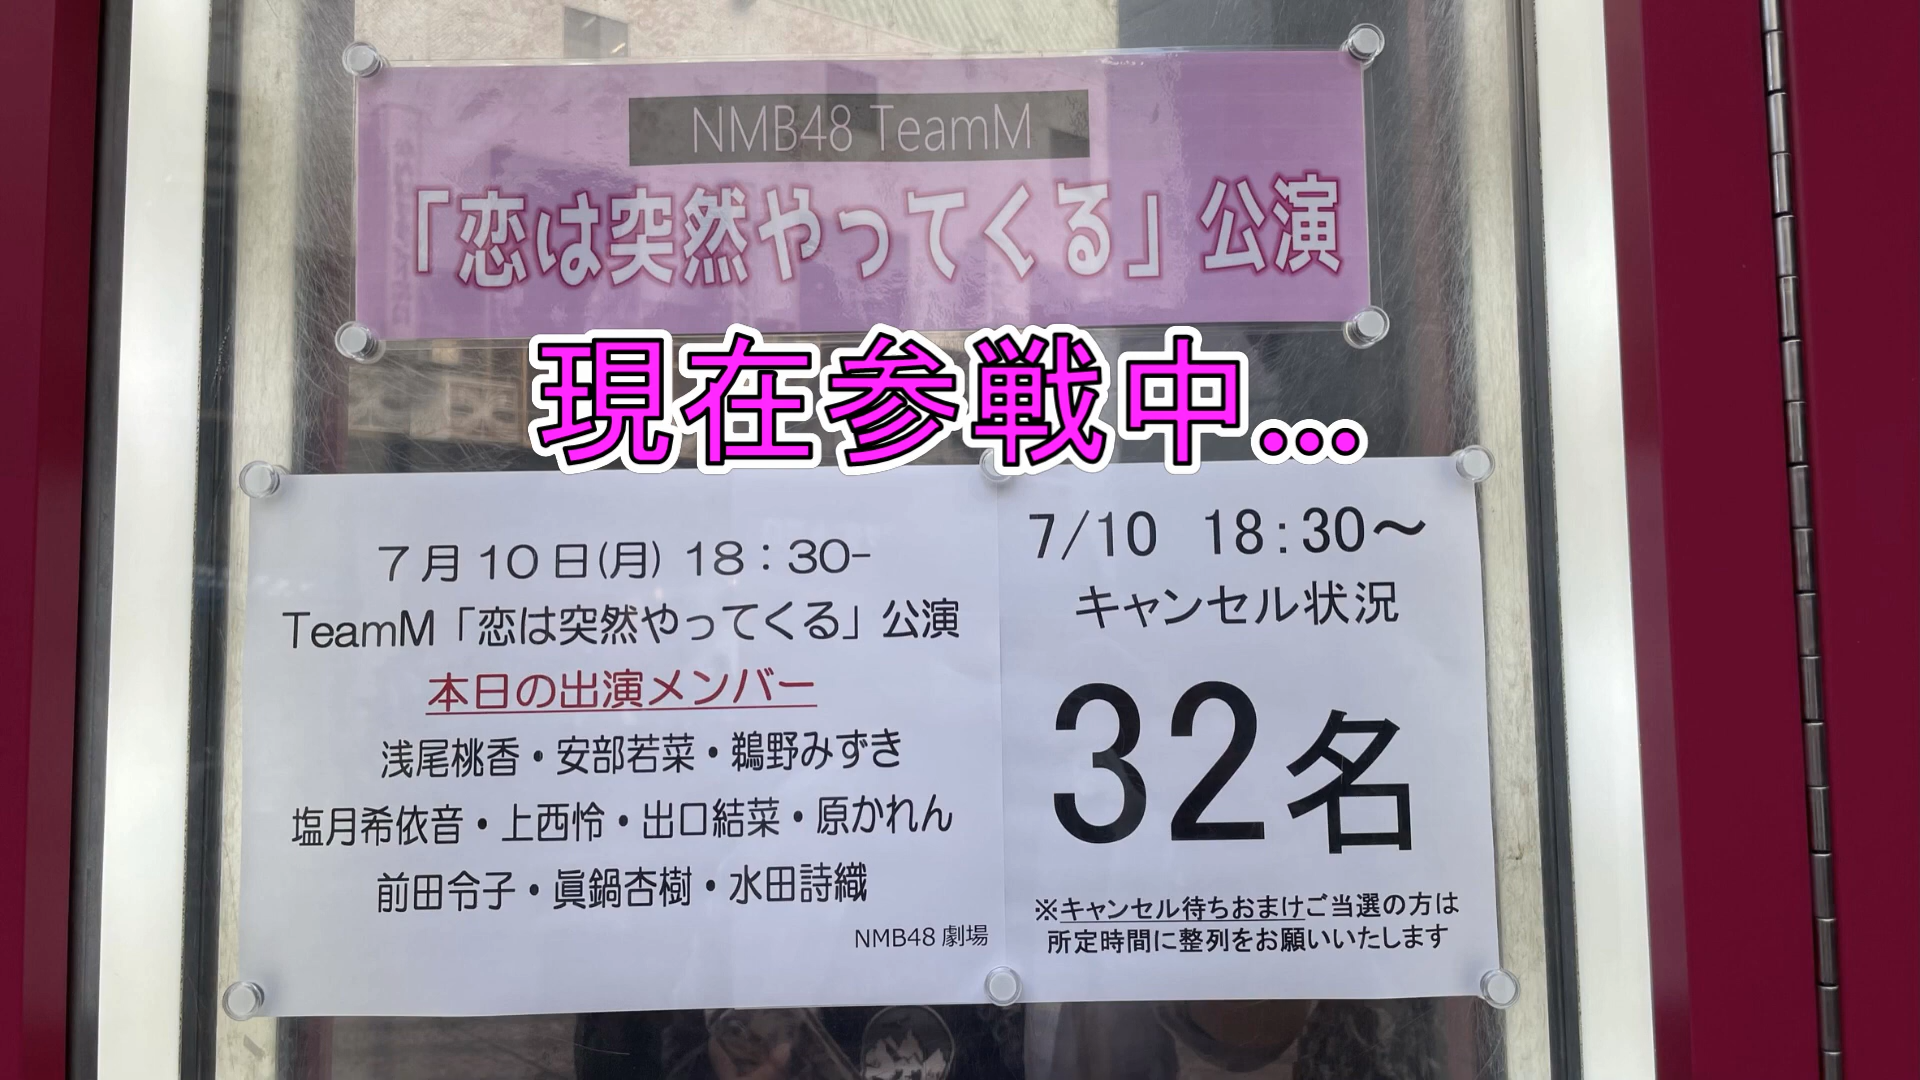 NMB48 TeamM
「恋は突然やってくる」公演
現在参戦中...
7月10日(月) 18：30-
TeamM「恋は突然やってくる」公演
本日の出演メンバー
浅尾桃香・安部若菜・鵜野みずき
塩月希依音・上西怜・出口結菜・原かれん
前田令子・眞鍋杏樹・水田詩織
NMB48 劇場
7/10 18:30～
キャンセル状況
32名
※キャンセル待ちおまけご当選の方は
所定時間に整列をお願いいたします